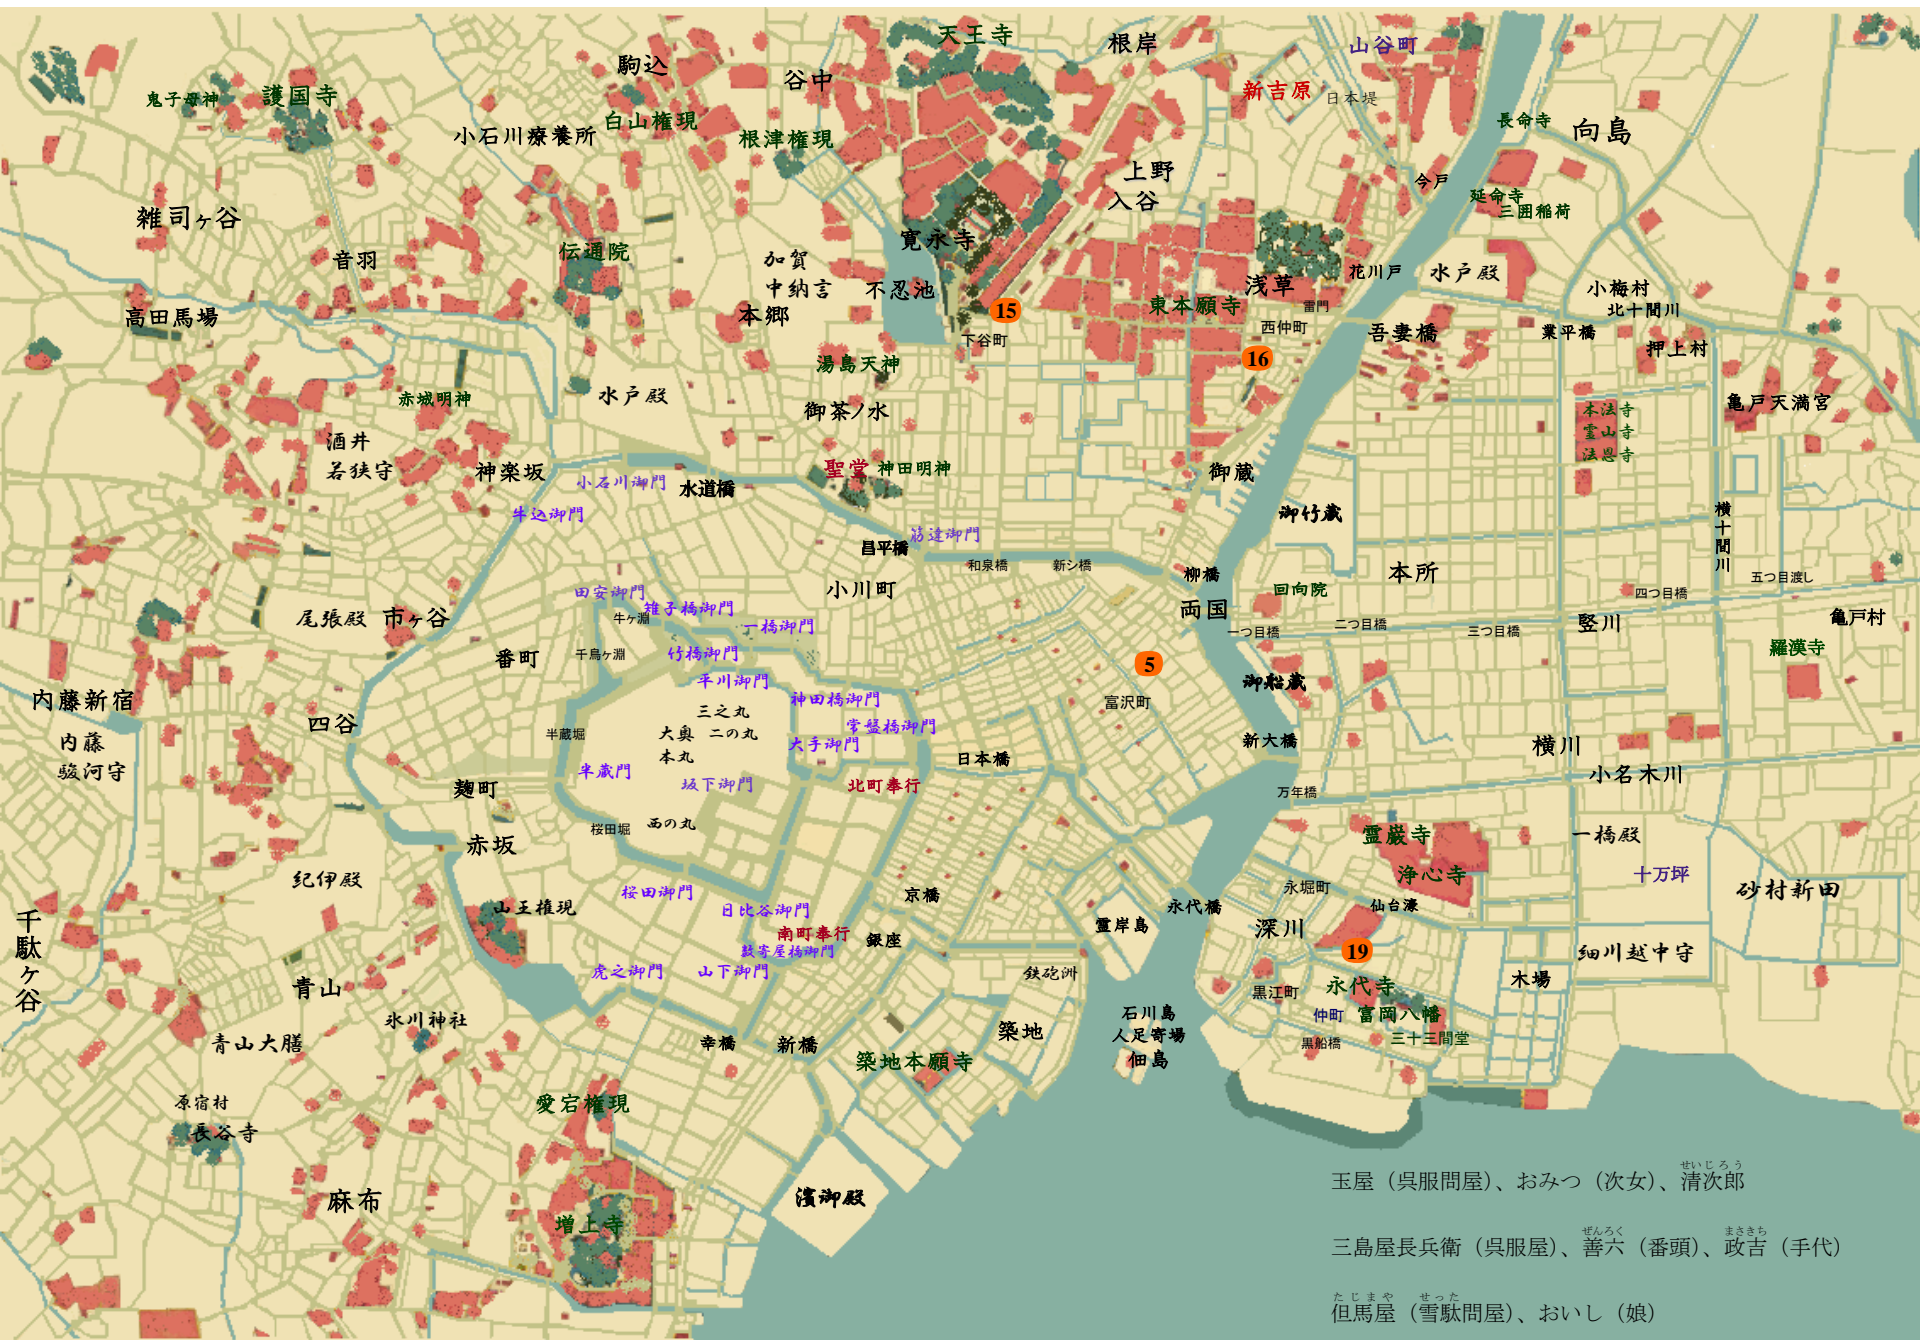 天王寺
根岸
山谷町
駒込
谷中
新吉原
日本堤
鬼子母神
護国寺
小石川療養所
白山権現
根津権現
長命寺
向島
上野
入谷
今戸
延命寺
三囲稲荷
雑司ヶ谷
音羽
伝通院
寛永寺
加賀
中納言
不忍池
本郷
浅草
花川戸
水戸殿
東本願寺
雷門
小梅村
北十間川
高田馬場
15
下谷町
西仲町
吾妻橋
業平橋
押上村
湯島天神
16
赤城明神
水戸殿
御茶ノ水
本法寺
霊山寺
法恩寺
亀戸天満宮
酒井
若狭守
神楽坂
小石川御門
水道橋
聖堂
神田明神
御蔵
牛込御門
御竹蔵
横十間川
筋違御門
昌平橋
和泉橋
新シ橋
柳橋
本所
五つ目渡し
田安御門
雉子橋御門
小川町
回向院
四つ目橋
尾張殿
市ヶ谷
牛ヶ淵
一橋御門
両国
一つ目橋
二つ目橋
三つ目橋
竪川
亀戸村
番町
千鳥ヶ淵
竹橋御門
5
羅漢寺
平川御門
御船蔵
内藤新宿
神田橋御門
富沢町
四谷
三之丸
常盤橋御門
半蔵堀
大奥
二の丸
大手御門
内藤
駿河守
本丸
日本橋
新大橋
横川
半蔵門
坂下御門
北町奉行
小名木川
麹町
万年橋
桜田堀
西の丸
赤坂
霊巌寺
一橋殿
紀伊殿
浄心寺
十万坪
砂村新田
桜田御門
京橋
永堀町
山王権現
日比谷御門
永代橋
仙台濠
千駄ヶ谷
南町奉行
銀座
霊岸島
深川
数寄屋橋御門
19
細川越中守
虎之御門
山下御門
鉄砲洲
木場
青山
黒江町
永代寺
氷川神社
石川島
人足寄場
仲町
富岡八幡
青山大膳
幸橋
新橋
築地
黒船橋
三十三間堂
築地本願寺
佃島
原宿村
愛宕権現
長谷寺
麻布
濱御殿
増上寺
せいじろう
玉屋（呉服問屋）、おみつ（次女）、清次郎
ぜんろく まさきち
三島屋長兵衛（呉服屋）、善六（番頭）、政吉（手代）
たじまや せった
但馬屋（雪駄問屋）、おいし（娘）